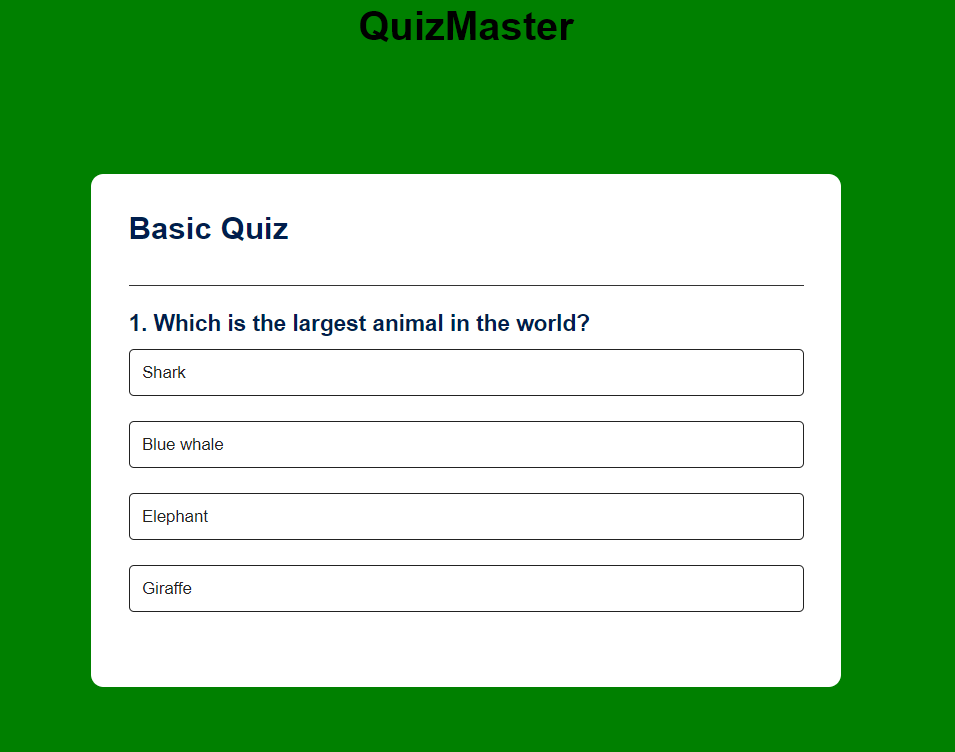 QuizMaster
Basic Quiz
1. Which is the largest animal in the world?
Shark
Blue whale
Elephant
Giraffe